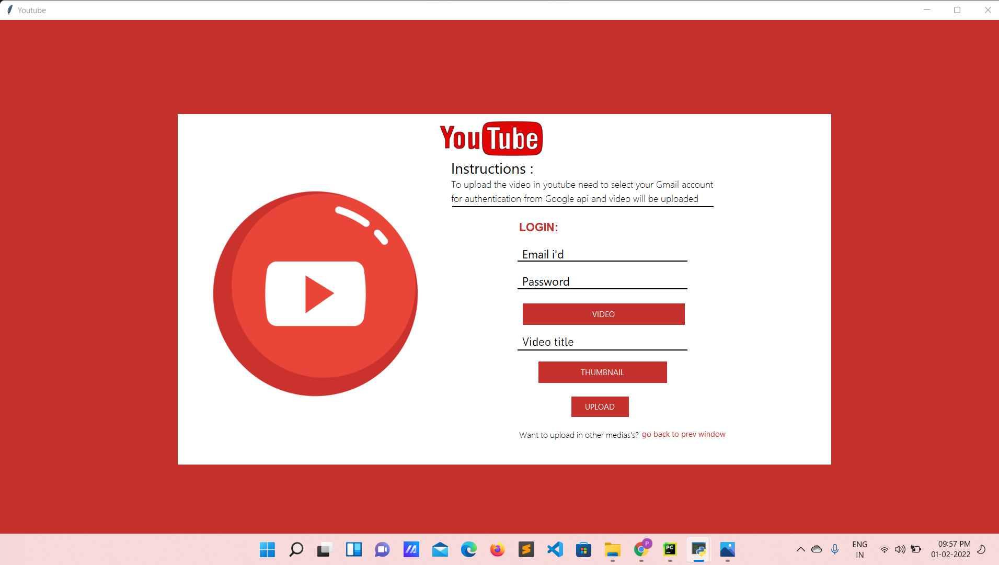 Youtube
YouTube
Instructions :
To upload the video in youtube need to select your Gmail account
for authentication from Google api and video will be uploaded
LOGIN:
Email i'd
Password
VIDEO
Video title
THUMBNAIL
UPLOAD
Want to upload in other medias's? go back to prev window
P
PC
ENG
IN
09:57 PM
01-02-2022